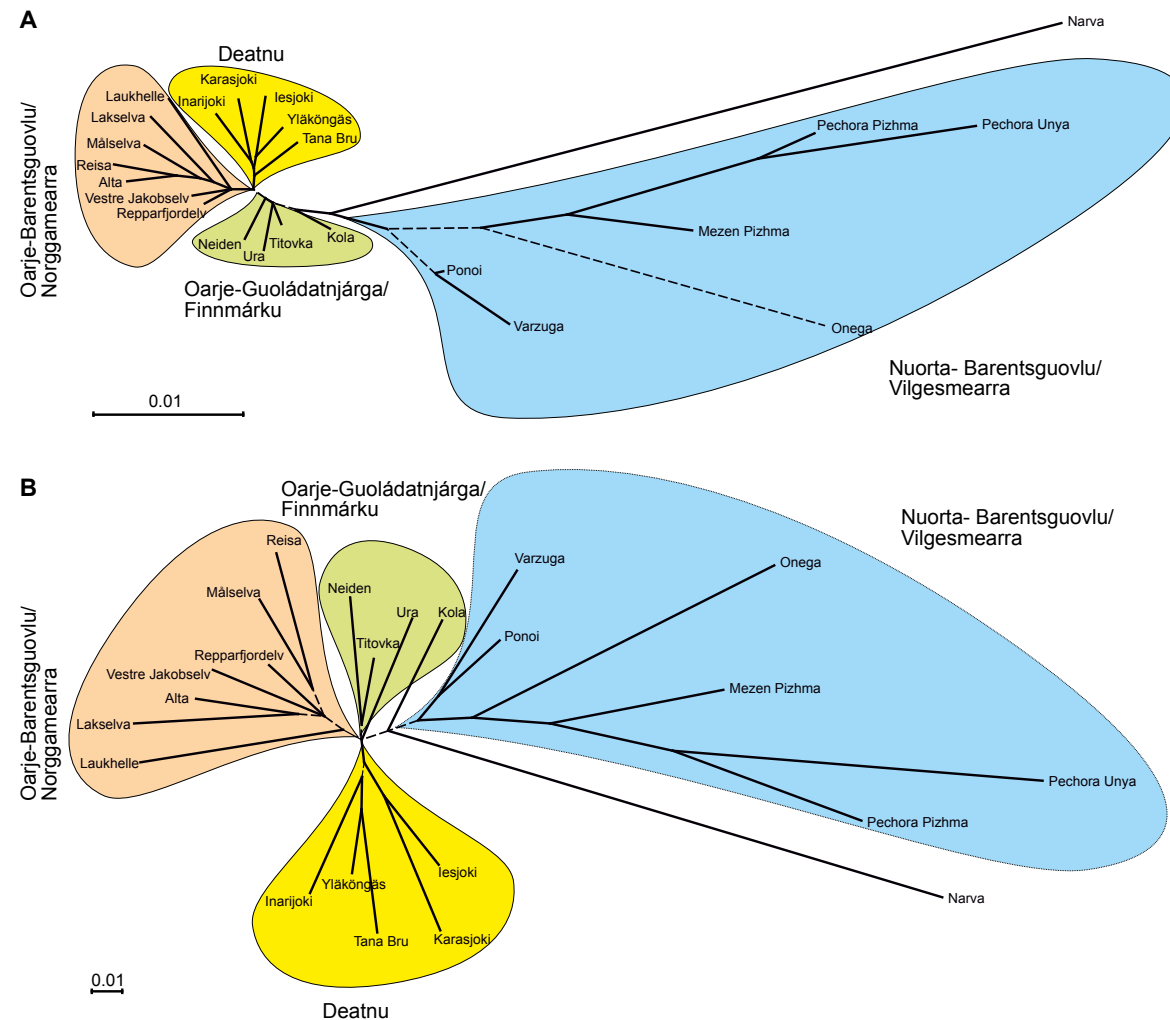 A
Narva
Deatnu
Karasjoki
Laukhelle
Inarijoki
Iesjoki
Lakselva
Yläköngäs
Pechora Pizhma
Pechora Unya
Målselva
Tana Bru
Reisa
Alta
Vestre Jakobselv
Repparfjordelv
Oarje-Barentsguovlu/
Norggamearra
Neiden
Ura
Titovka
Kola
Mezen Pizhma
Ponoi
Oarje-Guoládatnjárga/
Finnmárku
Varzuga
Onega
Nuorta- Barentsguovlu/
Vilgesmearra
0.01
B
Oarje-Guoládatnjárga/
Finnmárku
Nuorta- Barentsguovlu/
Vilgesmearra
Reisa
Varzuga
Onega
Målselva
Neiden
Ura
Kola
Titovka
Ponoi
Repparfjordelv
Vestre Jakobselv
Mezen Pizhma
Alta
Lakselva
Laukhelle
Oarje-Barentsguovlu/
Norggamearra
Pechora Unya
Pechora Pizhma
Iesjoki
Yläköngäs
Inarijoki
Narva
Tana Bru
Karasjoki
0.01
Deatnu